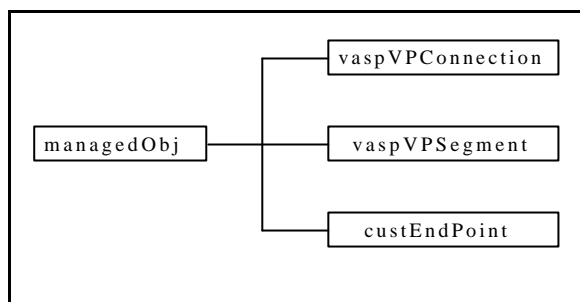 vaspVPConnection
managedObj
vaspVPSegment
custEndPoint